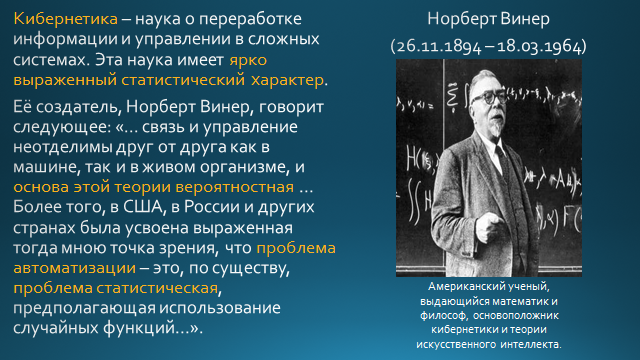 Кибернетика – наука о переработке
информации и управлении в сложных
системах. Эта наука имеет ярко
выраженный статистический характер.
Её создатель, Норберт Винер, говорит
следующее: «… связь и управление
неотделимы друг от друга как в
машине, так и в живом организме, и
основа этой теории вероятностная …
Более того, в США, в России и других
странах была усвоена выраженная
тогда мною точка зрения, что проблема
автоматизации – это, по существу,
проблема статистическая,
предполагающая использование
случайных функций…».
Норберт Винер
(26.11.1894 – 18.03.1964)
Американский ученый,
выдающийся математик и
философ, основоположник
кибернетики и теории
искусственного интеллекта.